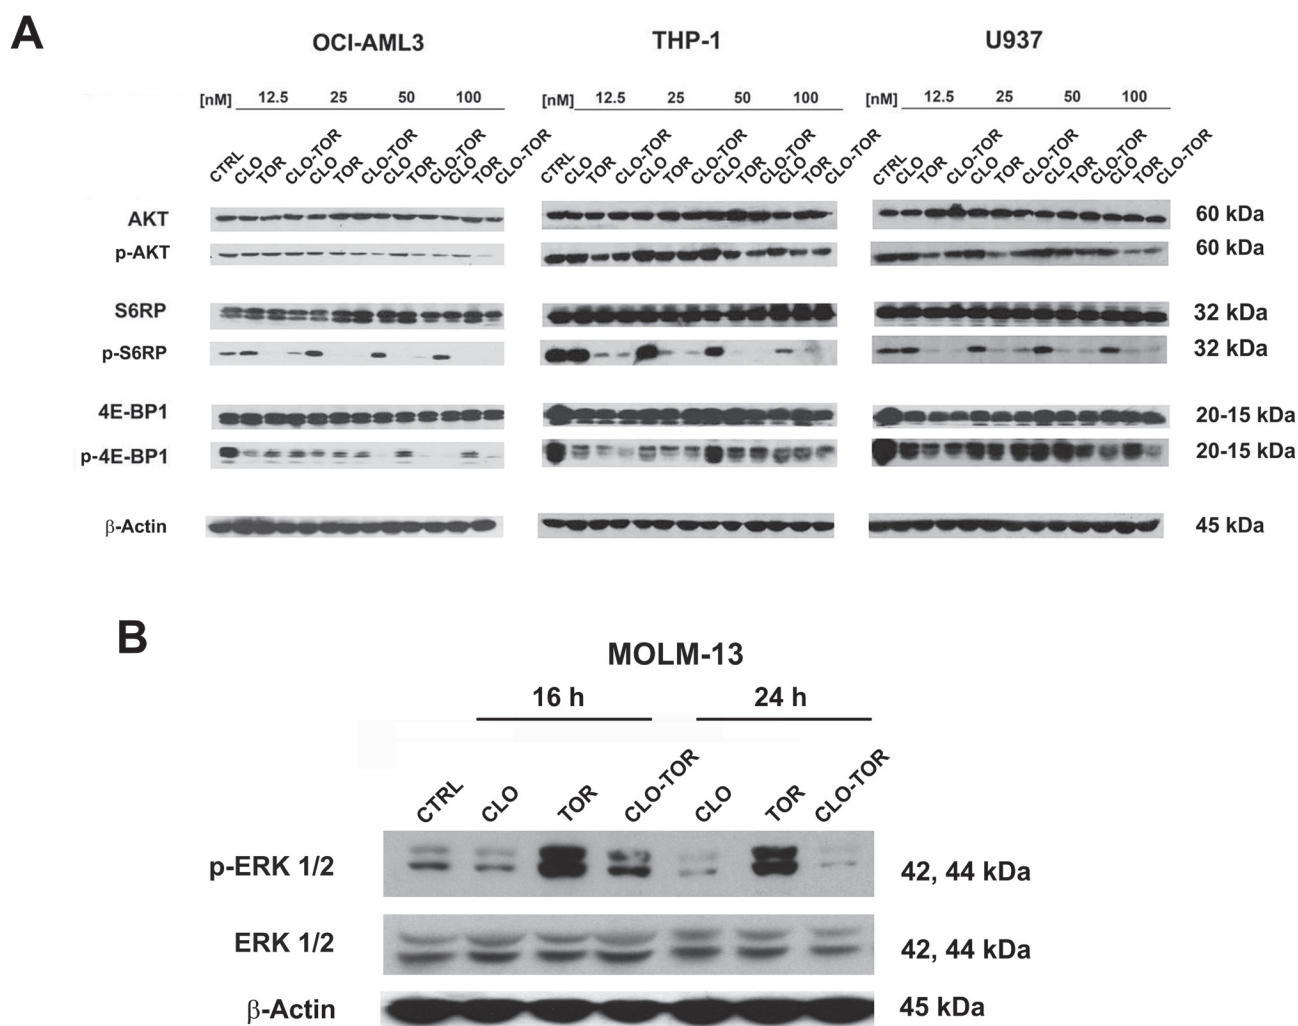 A
OCI-AML3 THP-1 U937
[nM] 12.5 25 50 100 [nM] 12.5 25 50 100 [nM] 12.5 25 50 100
CTRL CLO TOR CLO-TOR CLO TOR CLO-TOR CLO TOR CLO-TOR CLO TOR CLO-TOR CTRL CLO TOR CLO-TOR CLO TOR CLO-TOR CLO TOR CLO-TOR CLO TOR CLO-TOR CTRL CLO TOR CLO-TOR CLO TOR CLO-TOR CLO TOR CLO-TOR CLO TOR CLO-TOR
AKT 60 kDa
p-AKT 60 kDa
S6RP 32 kDa
p-S6RP 32 kDa
4E-BP1 20-15 kDa
p-4E-BP1 20-15 kDa
β-Actin 45 kDa
B
MOLM-13
16 h 24 h
CTRL CLO TOR CLO-TOR CLO TOR CLO-TOR
p-ERK 1/2 42, 44 kDa
ERK 1/2 42, 44 kDa
β-Actin 45 kDa